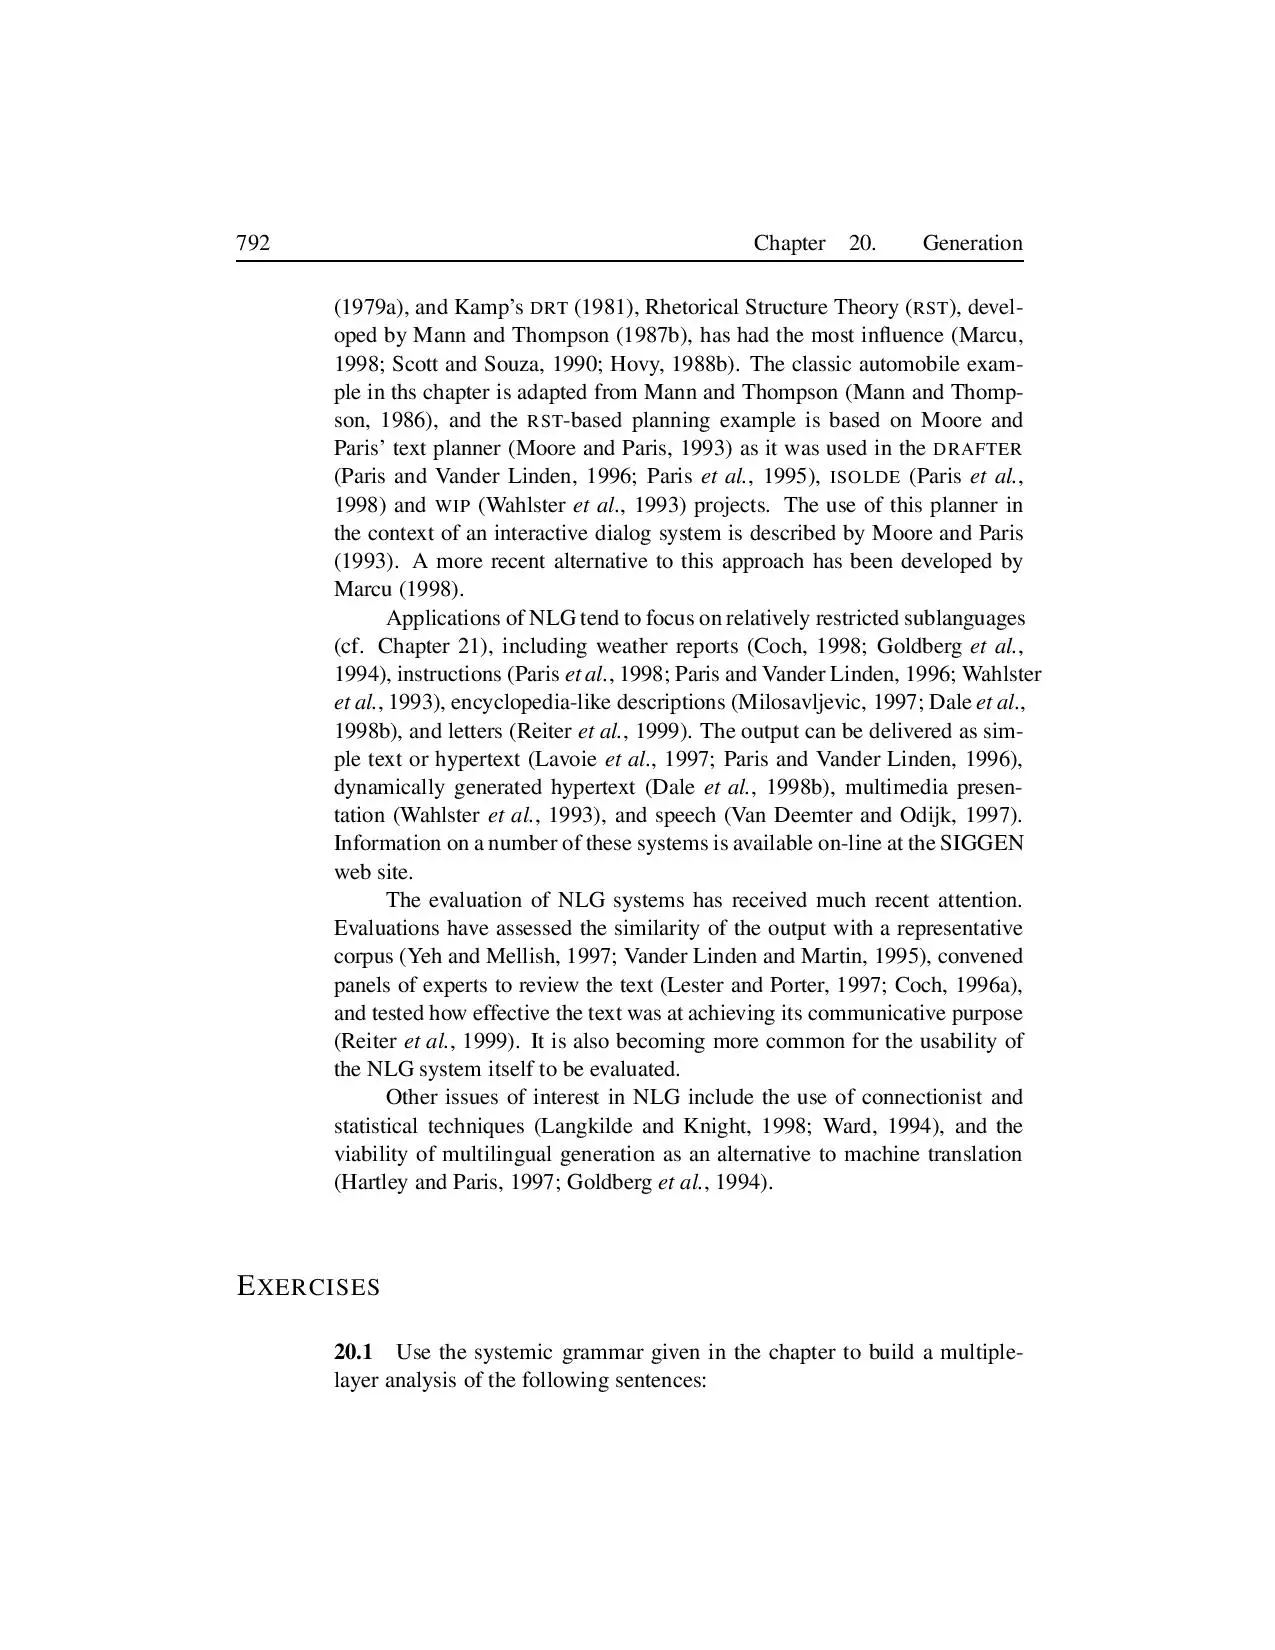 792 Chapter 20. Generation
(1979a), and Kamp's DRT (1981), Rhetorical Structure Theory (RST), devel-
oped by Mann and Thompson (1987b), has had the most influence (Marcu,
1998; Scott and Souza, 1990; Hovy, 1988b). The classic automobile exam-
ple in ths chapter is adapted from Mann and Thompson (Mann and Thomp-
son, 1986), and the RST-based planning example is based on Moore and
Paris' text planner (Moore and Paris, 1993) as it was used in the DRAFTER
(Paris and Vander Linden, 1996; Paris et al., 1995), ISOLDE (Paris et al.,
1998) and WIP (Wahlster et al., 1993) projects. The use of this planner in
the context of an interactive dialog system is described by Moore and Paris
(1993). A more recent alternative to this approach has been developed by
Marcu (1998).
Applications of NLG tend to focus on relatively restricted sublanguages
(cf. Chapter 21), including weather reports (Coch, 1998; Goldberg et al.,
1994), instructions (Paris et al., 1998; Paris and Vander Linden, 1996; Wahlster
et al., 1993), encyclopedia-like descriptions (Milosavljevic, 1997; Dale et al.,
1998b), and letters (Reiter et al., 1999). The output can be delivered as sim-
ple text or hypertext (Lavoie et al., 1997; Paris and Vander Linden, 1996),
dynamically generated hypertext (Dale et al., 1998b), multimedia presen-
tation (Wahlster et al., 1993), and speech (Van Deemter and Odijk, 1997).
Information on a number of these systems is available on-line at the SIGGEN
web site.
The evaluation of NLG systems has received much recent attention.
Evaluations have assessed the similarity of the output with a representative
corpus (Yeh and Mellish, 1997; Vander Linden and Martin, 1995), convened
panels of experts to review the text (Lester and Porter, 1997; Coch, 1996a),
and tested how effective the text was at achieving its communicative purpose
(Reiter et al., 1999). It is also becoming more common for the usability of
the NLG system itself to be evaluated.
Other issues of interest in NLG include the use of connectionist and
statistical techniques (Langkilde and Knight, 1998; Ward, 1994), and the
viability of multilingual generation as an alternative to machine translation
(Hartley and Paris, 1997; Goldberg et al., 1994).
EXERCISES
20.1 Use the systemic grammar given in the chapter to build a multiple-
layer analysis of the following sentences: